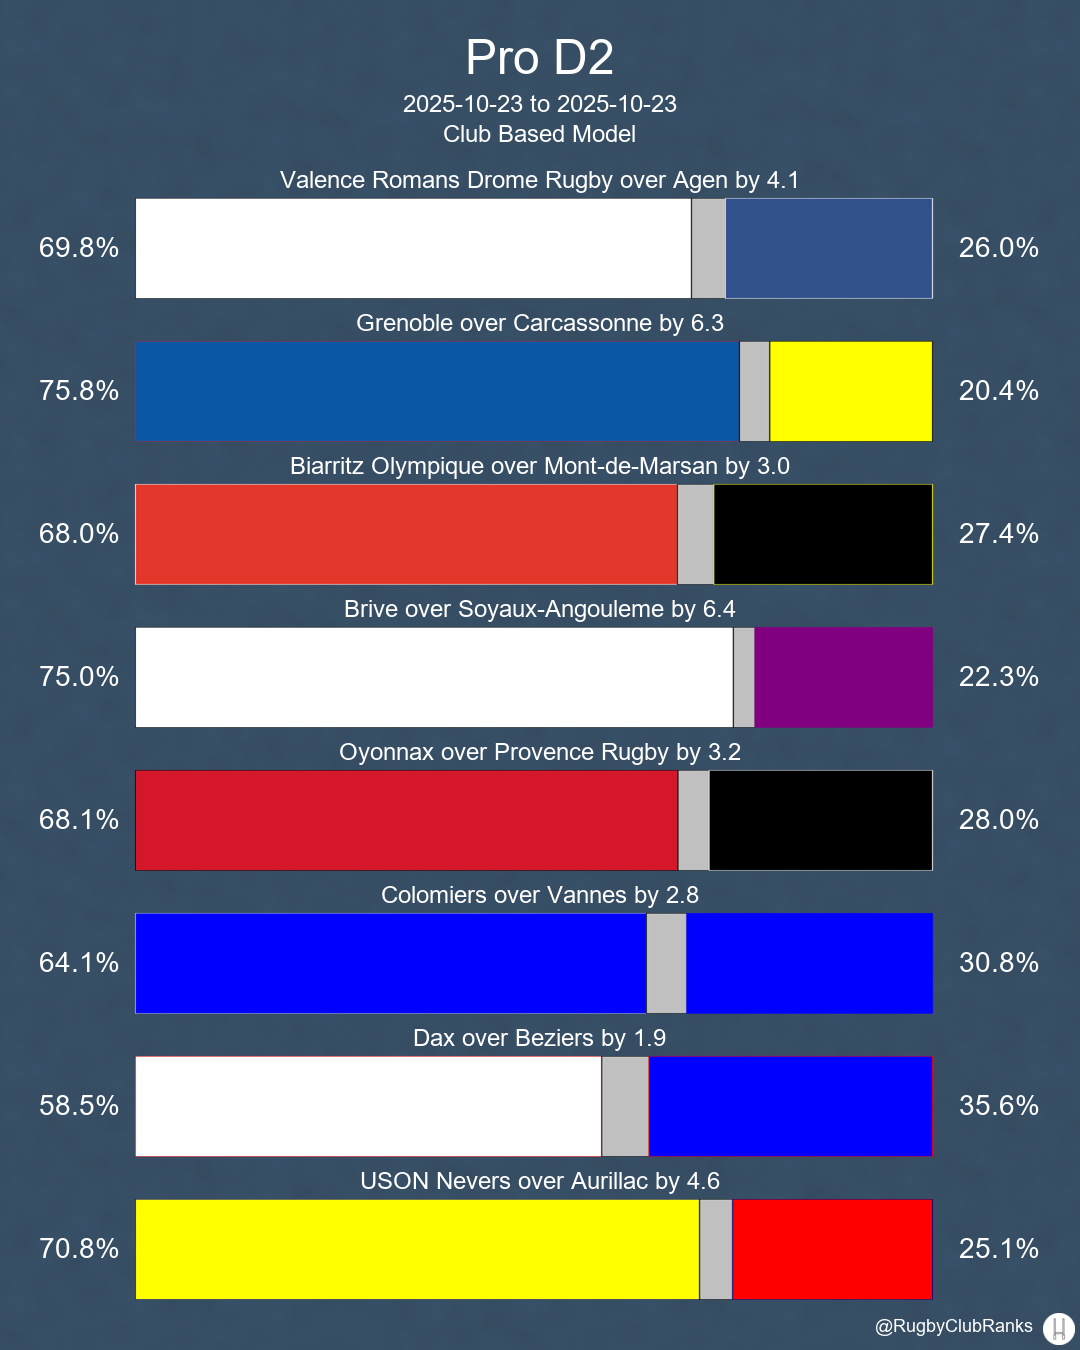 Pro D2
2025-10-23 to 2025-10-23
Club Based Model
Valence Romans Drome Rugby over Agen by 4.1
69.8% 26.0%
Grenoble over Carcassonne by 6.3
75.8% 20.4%
Biarritz Olympique over Mont-de-Marsan by 3.0
68.0% 27.4%
Brive over Soyaux-Angouleme by 6.4
75.0% 22.3%
Oyonnax over Provence Rugby by 3.2
68.1% 28.0%
Colomiers over Vannes by 2.8
64.1% 30.8%
Dax over Beziers by 1.9
58.5% 35.6%
USON Nevers over Aurillac by 4.6
70.8% 25.1%
@RugbyClubRanks